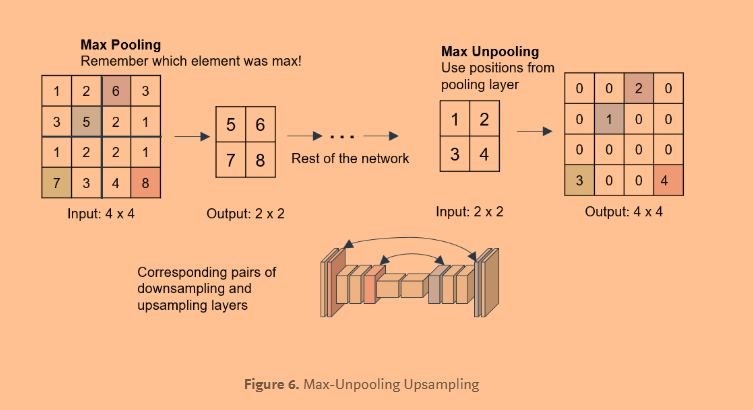 Max Pooling
Remember which element was max!
1 2 6 3
3 5 2 1
1 2 2 1
7 3 4 8
Input: 4 x 4
5 6
7 8
Output: 2 x 2
...
Rest of the network
Max Unpooling
Use positions from
pooling layer
1 2
3 4
Input: 2 x 2
0 0 2 0
0 1 0 0
0 0 0 0
3 0 0 4
Output: 4 x 4
Corresponding pairs of
downsampling and
upsampling layers
Figure 6. Max-Unpooling Upsampling